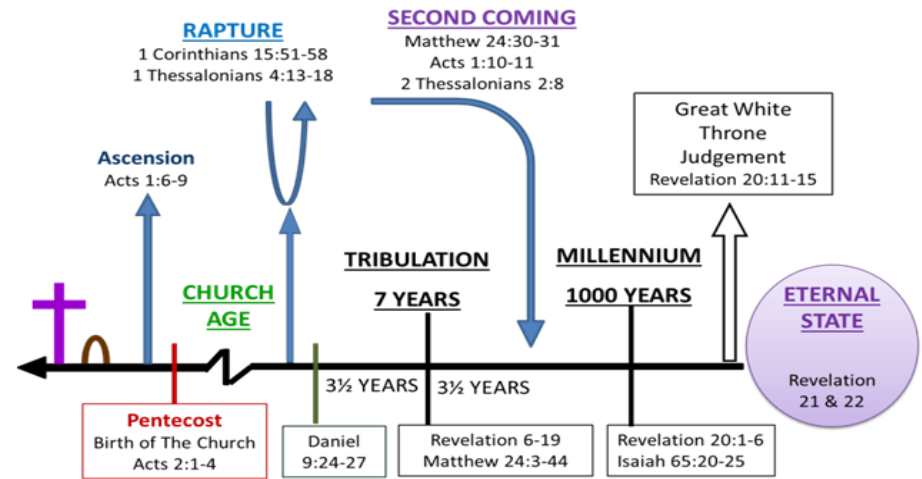 RAPTURE
1 Corinthians 15:51-58
1 Thessalonians 4:13-18
SECOND COMING
Matthew 24:30-31
Acts 1:10-11
2 Thessalonians 2:8
Great White
Throne
Judgement
Revelation 20:11-15
Ascension
Acts 1:6-9
CHURCH
AGE
TRIBULATION
7 YEARS
MILLENNIUM
1000 YEARS
ETERNAL
STATE
Revelation
21 & 22
3½ YEARS
3½ YEARS
Pentecost
Birth of The Church
Acts 2:1-4
Daniel
9:24-27
Revelation 6-19
Matthew 24:3-44
Revelation 20:1-6
Isaiah 65:20-25